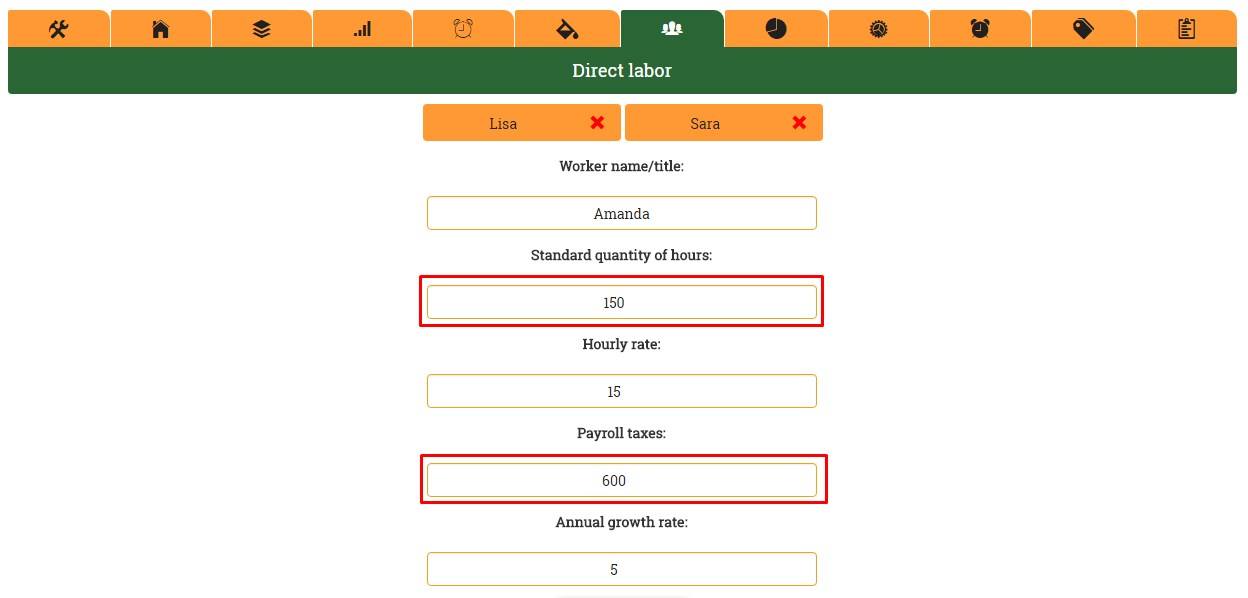 Direct labor
Lisa
Sara
Worker name/title:
Amanda
Standard quantity of hours:
150
Hourly rate:
15
Payroll taxes:
600
Annual growth rate:
5